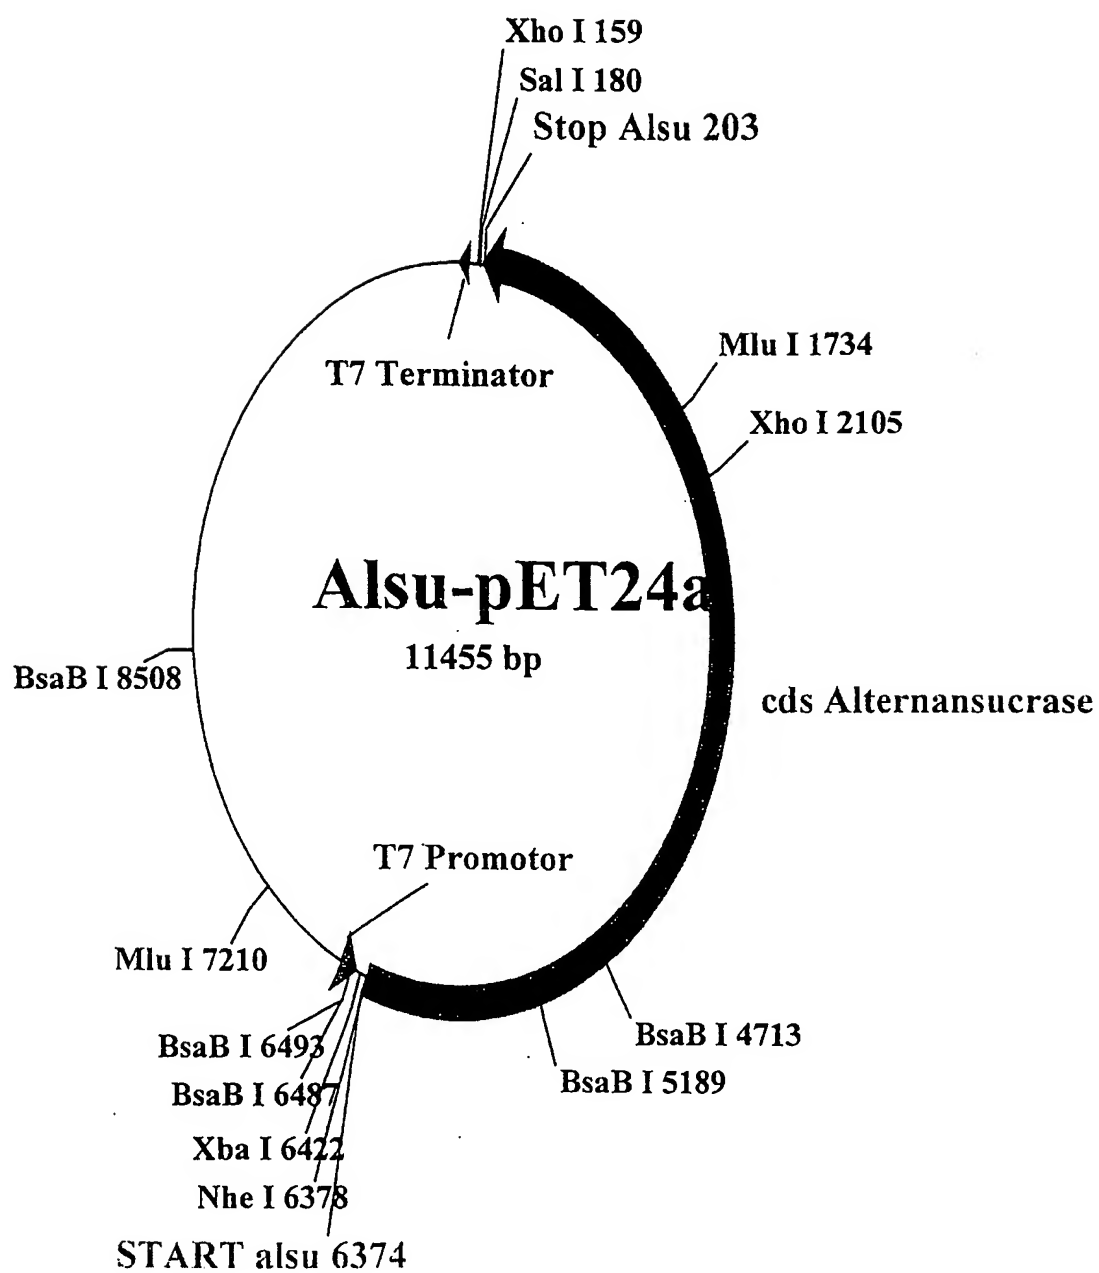 Xho I 159
Sal I 180
Stop Alsu 203
Mlu I 1734
T7 Terminator
Xho I 2105
Alsu-pET24a
11455 bp
BsaB I 8508
cds Alternansucrase
T7 Promotor
Mlu I 7210
BsaB I 4713
BsaB I 6493
BsaB I 5189
BsaB I 6487
Xba I 6422
Nhe I 6378
START alsu 6374